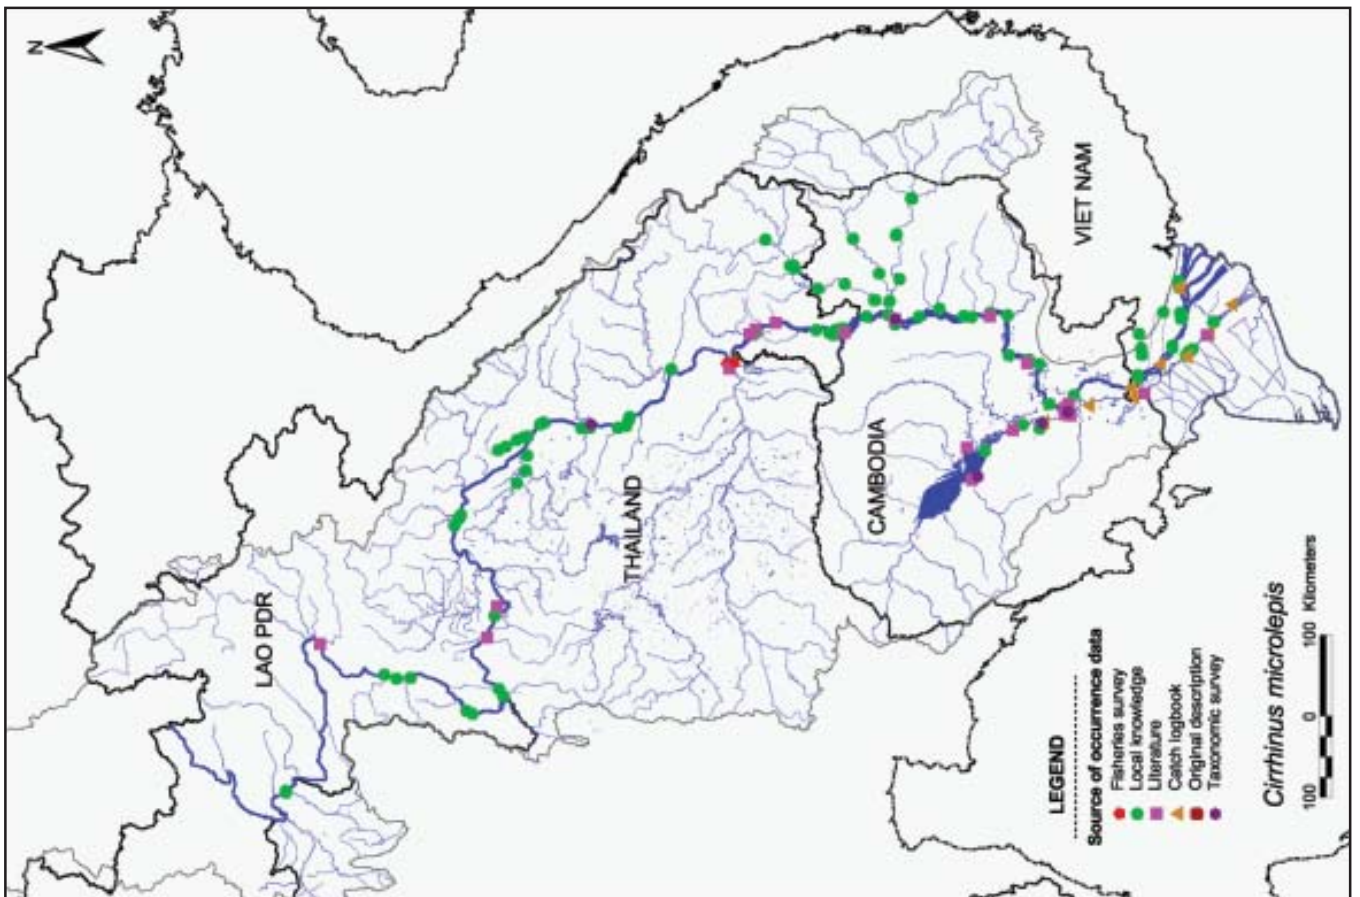 N
LAO PDR
THAILAND
CAMBODIA
VIET NAM
LEGEND
Source of occurrence data
Fisheries survey
Local knowledge
Literature
Catch logbook
Original description
Taxonomic survey
Cirrhinus microlepis
100 0 100 Kilometers